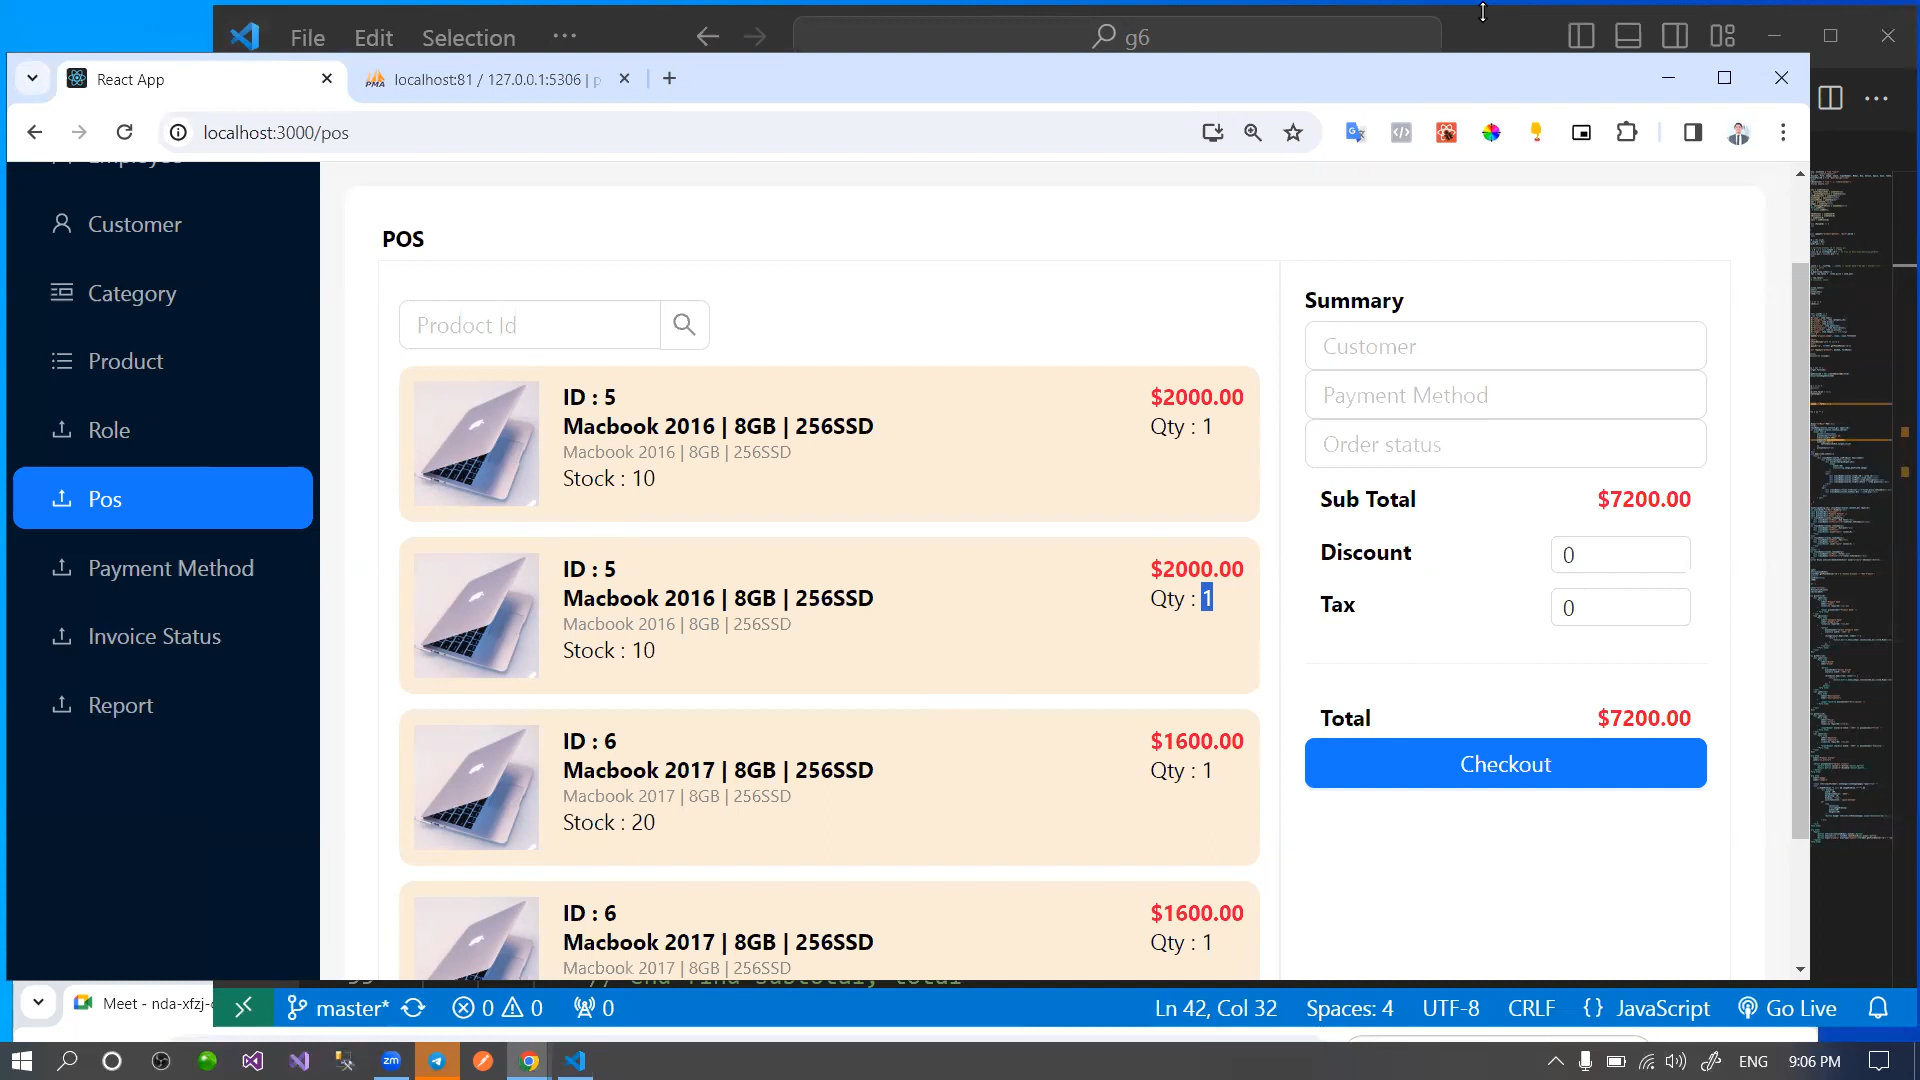 File Edit Selection ···
g6
React App
localhost:81 / 127.0.0.1:5306 | p
localhost:3000/pos
Employee
Customer
Category
Product
Role
Pos
Payment Method
Invoice Status
Report
POS
Prodoct Id
ID : 5
$2000.00
Macbook 2016 | 8GB | 256SSD
Qty : 1
Macbook 2016 | 8GB | 256SSD
Stock : 10
ID : 5
$2000.00
Macbook 2016 | 8GB | 256SSD
Qty : 1
Macbook 2016 | 8GB | 256SSD
Stock : 10
ID : 6
$1600.00
Macbook 2017 | 8GB | 256SSD
Qty : 1
Macbook 2017 | 8GB | 256SSD
Stock : 20
ID : 6
$1600.00
Macbook 2017 | 8GB | 256SSD
Qty : 1
Macbook 2017 | 8GB | 256SSD
Summary
Customer
Payment Method
Order status
Sub Total $7200.00
Discount 0
Tax 0
Total $7200.00
Checkout
Meet - nda-xfzj-
master* 0 0 0
Ln 42, Col 32 Spaces: 4 UTF-8 CRLF {} JavaScript Go Live
ENG 9:06 PM